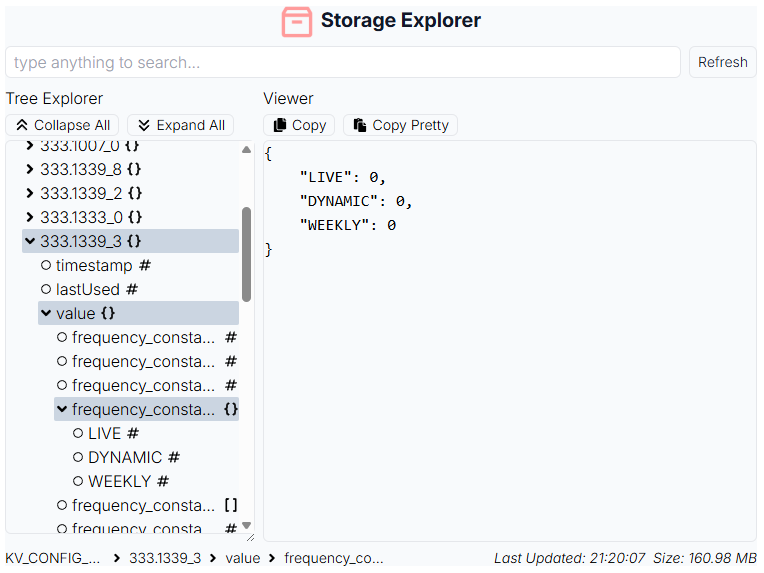 Storage Explorer
type anything to search...
Refresh
Tree Explorer
Viewer
Collapse All
Expand All
Copy
Copy Pretty
333.1007_0 {}
333.1339_8 {}
333.1339_2 {}
333.1333_0 {}
333.1339_3 {}
timestamp #
lastUsed #
value {}
frequency_consta... #
frequency_consta... #
frequency_consta... #
frequency_consta... {}
LIVE #
DYNAMIC #
WEEKLY #
frequency_consta... []
frequency_consta... #
{
"LIVE": 0,
"DYNAMIC": 0,
"WEEKLY": 0
}
KV_CONFIG_... > 333.1339_3 > value > frequency_co...
Last Updated: 21:20:07 Size: 160.98 MB